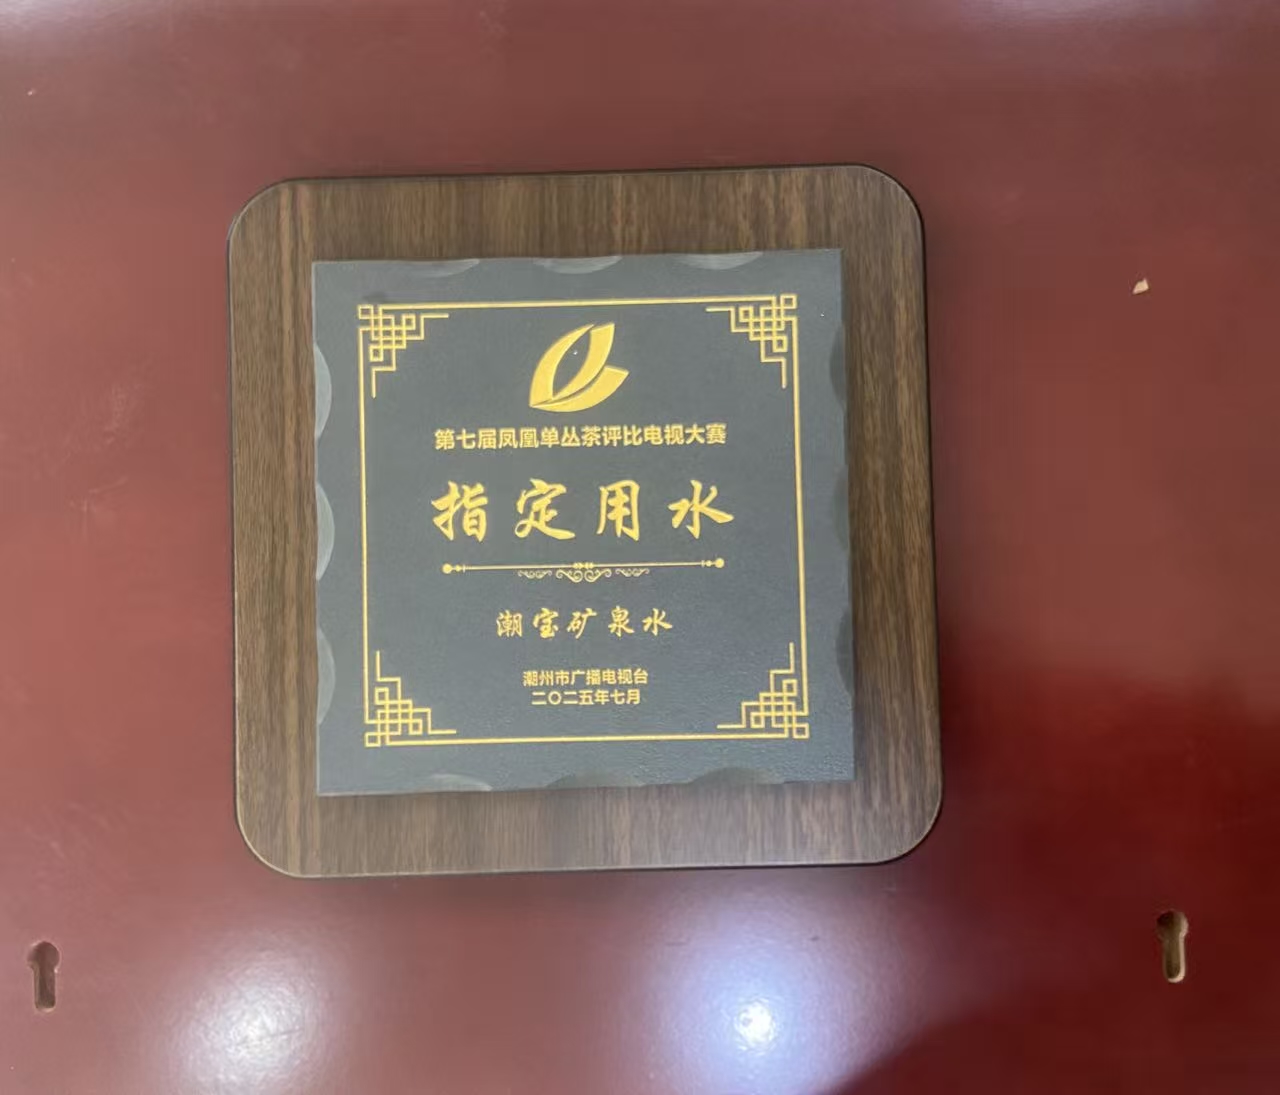 第七届凤凰单丛茶评比电视大赛
指定用水
潮宝矿泉水
潮州市广播电视台
二〇二五年七月